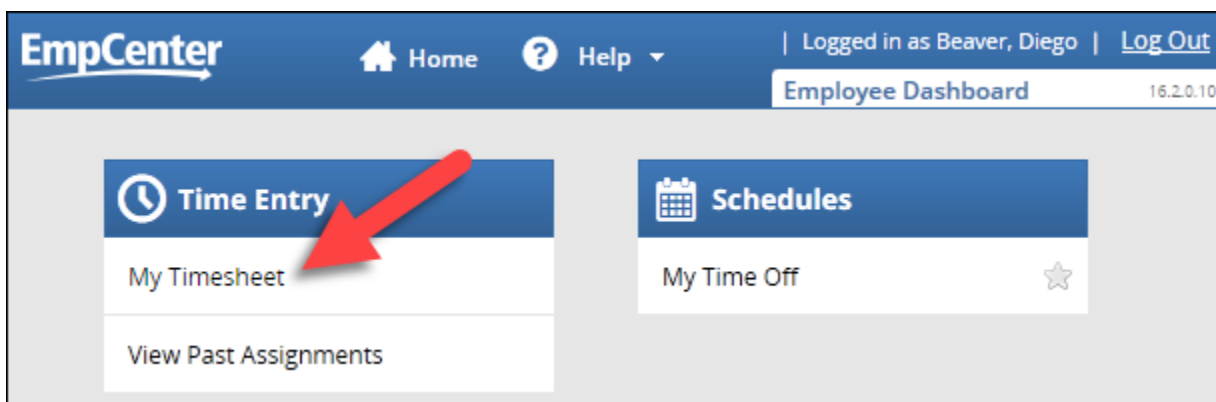 EmpCenter
Home
? Help
| Logged in as Beaver, Diego | Log Out
Employee Dashboard 16.2.0.10
Time Entry
My Timesheet
View Past Assignments
Schedules
My Time Off